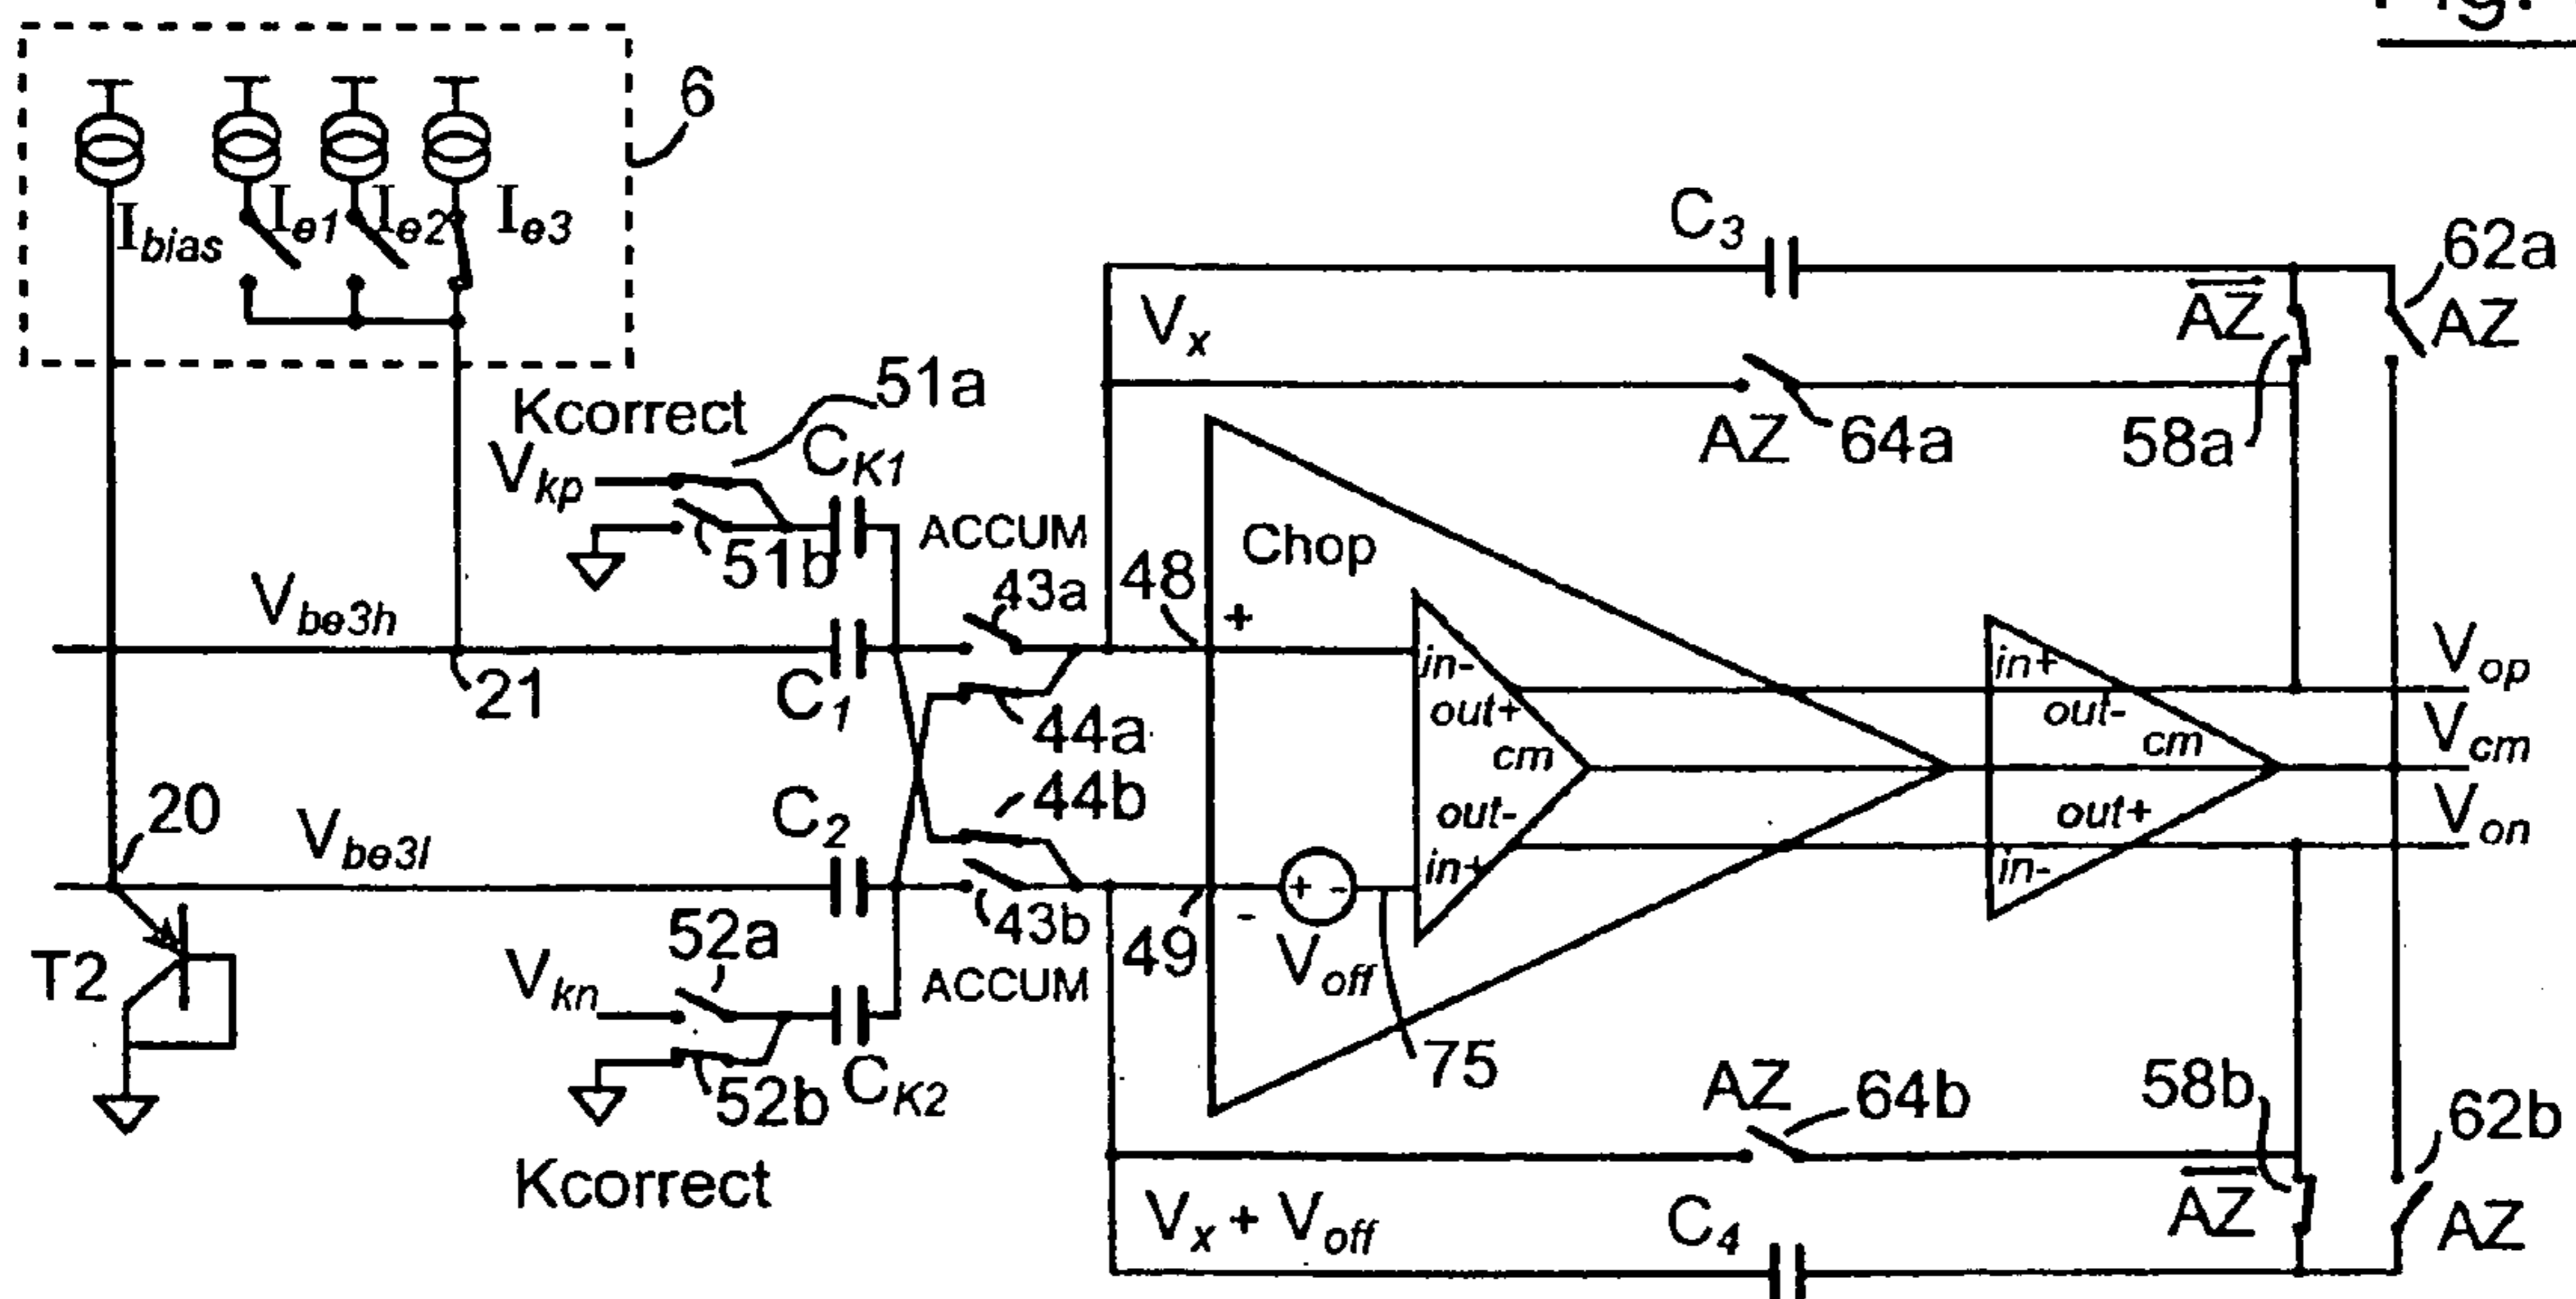 Fig.
6
I_bias
I_e1
I_e2
I_e3
C_3
62a
V_x
AZ
AZ
Kcorrect
51a
AZ
64a
58a
V_kp
C_K1
ACCUM
51b
43a
48
Chop
+
V_be3h
in-
in+
V_op
21
C_1
44a
out+
out-
cm
cm
V_cm
20
C_2
44b
out-
out+
V_on
V_be3l
in+
in-
+ -
T2
52a
43b
49
-
V_off
V_kn
ACCUM
75
52b
C_K2
AZ
64b
58b
62b
Kcorrect
V_x + V_off
C_4
AZ
AZ